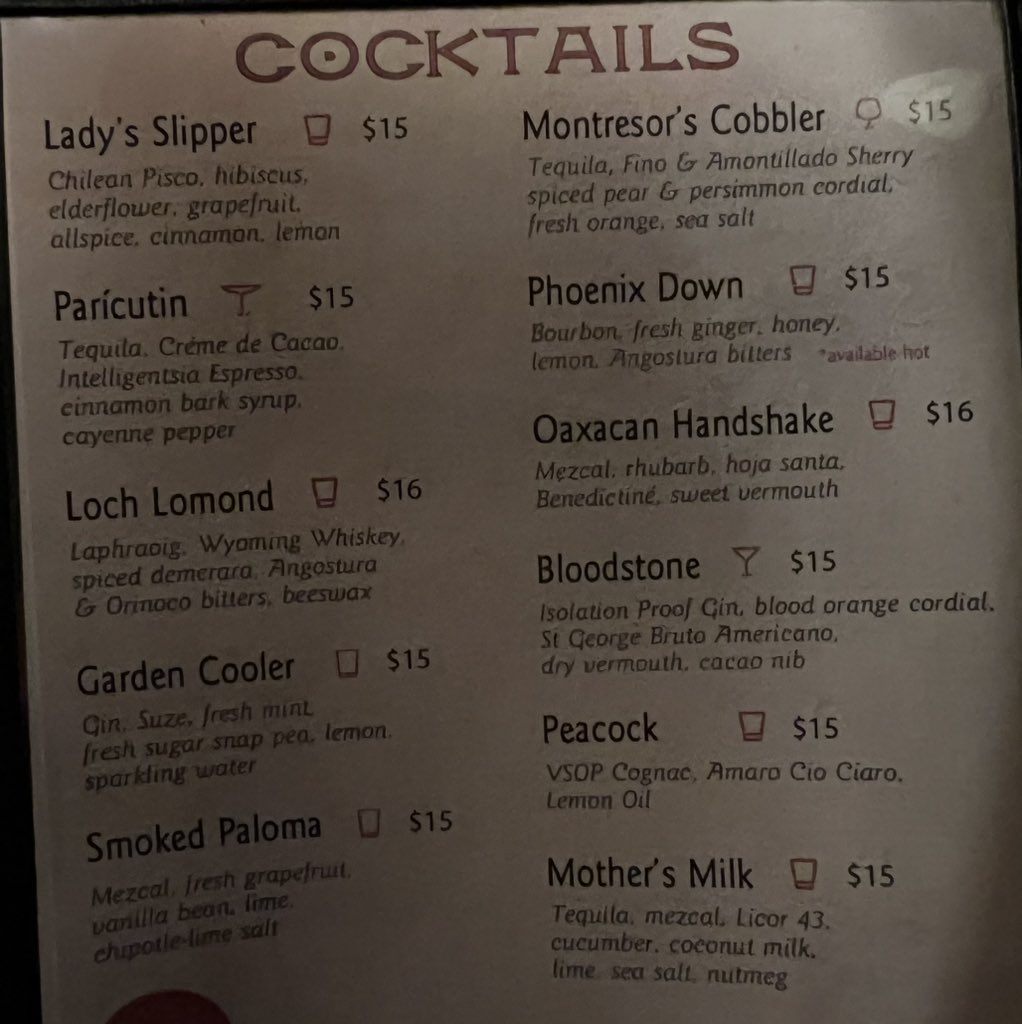 COCKTAILS
Lady's Slipper $15
Chilean Pisco, hibiscus,
elderflower, grapefruit,
allspice, cinnamon, lemon
Parícutin $15
Tequila, Créme de Cacao,
Intelligentsia Espresso,
cinnamon bark syrup,
cayenne pepper
Loch Lomond $16
Laphraoig, Wyoming Whiskey,
spiced demerara, Angostura
& Orinoco bitters, beeswax
Garden Cooler $15
Gin, Suze, fresh mint
fresh sugar snap pea, lemon,
sparkling water
Smoked Paloma $15
Mezcal, fresh grapefruit,
vanilla bean, lime,
chipotle-lime salt
Montresor's Cobbler $15
Tequila, Fino & Amontillado Sherry
spiced pear & persimmon cordial,
fresh orange, sea salt
Phoenix Down $15
Bourbon, fresh ginger, honey,
lemon, Angostura bitters *available hot
Oaxacan Handshake $16
Mezcal, rhubarb, hoja santa,
Benedictiné, sweet vermouth
Bloodstone $15
Isolation Proof Gin, blood orange cordial,
St George Bruto Americano,
dry vermouth, cacao nib
Peacock $15
VSOP Cognac, Amaro Cio Ciaro,
Lemon Oil
Mother's Milk $15
Tequila, mezcal, Licor 43,
cucumber, coconut milk,
lime, sea salt, nutmeg